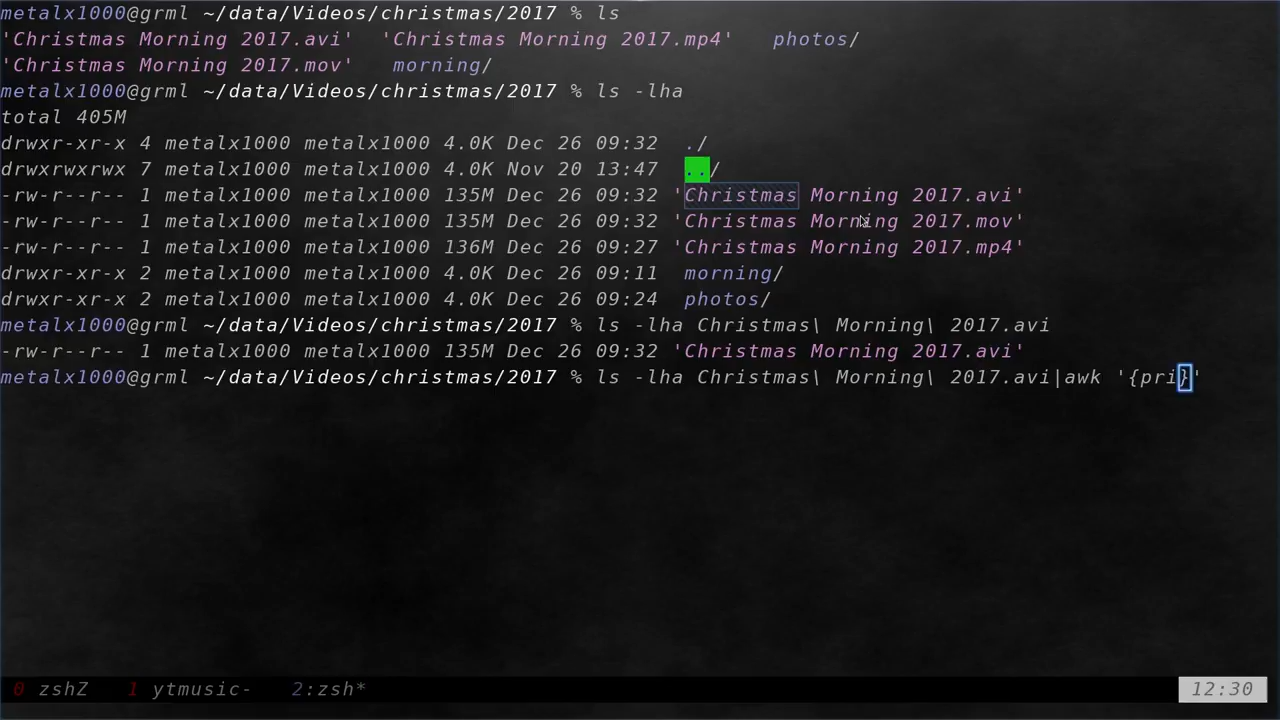 metalx1000@grml ~/data/Videos/christmas/2017 % ls
'Christmas Morning 2017.avi'  'Christmas Morning 2017.mp4'   photos/
'Christmas Morning 2017.mov'   morning/
metalx1000@grml ~/data/Videos/christmas/2017 % ls -lha
total 405M
drwxr-xr-x 4 metalx1000 metalx1000 4.0K Dec 26 09:32  ./
drwxrwxrwx 7 metalx1000 metalx1000 4.0K Nov 20 13:47  ../
-rw-r--r-- 1 metalx1000 metalx1000 135M Dec 26 09:32 'Christmas Morning 2017.avi'
-rw-r--r-- 1 metalx1000 metalx1000 135M Dec 26 09:32 'Christmas Morning 2017.mov'
-rw-r--r-- 1 metalx1000 metalx1000 136M Dec 26 09:27 'Christmas Morning 2017.mp4'
drwxr-xr-x 2 metalx1000 metalx1000 4.0K Dec 26 09:11  morning/
drwxr-xr-x 2 metalx1000 metalx1000 4.0K Dec 26 09:24  photos/
metalx1000@grml ~/data/Videos/christmas/2017 % ls -lha Christmas\ Morning\ 2017.avi
-rw-r--r-- 1 metalx1000 metalx1000 135M Dec 26 09:32 'Christmas Morning 2017.avi'
metalx1000@grml ~/data/Videos/christmas/2017 % ls -lha Christmas\ Morning\ 2017.avi|awk '{pri}'
0 zshZ   1 ytmusic-   2:zsh*   12:30